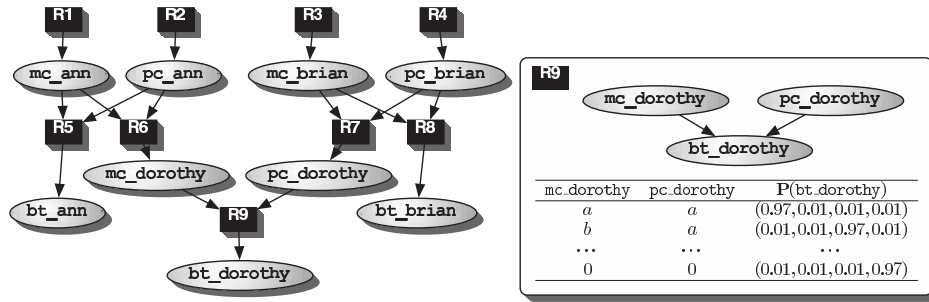 R1 R2 R3 R4
mc_ann pc_ann mc_brian pc_brian
R5 R6 R7 R8
mc_dorothy pc_dorothy
bt_ann R9 bt_brian
bt_dorothy
R9
mc_dorothy pc_dorothy
bt_dorothy
mc_dorothy pc_dorothy P(bt_dorothy)
a a (0.97,0.01,0.01,0.01)
b a (0.01,0.01,0.97,0.01)
... ... ...
0 0 (0.01,0.01,0.01,0.97)